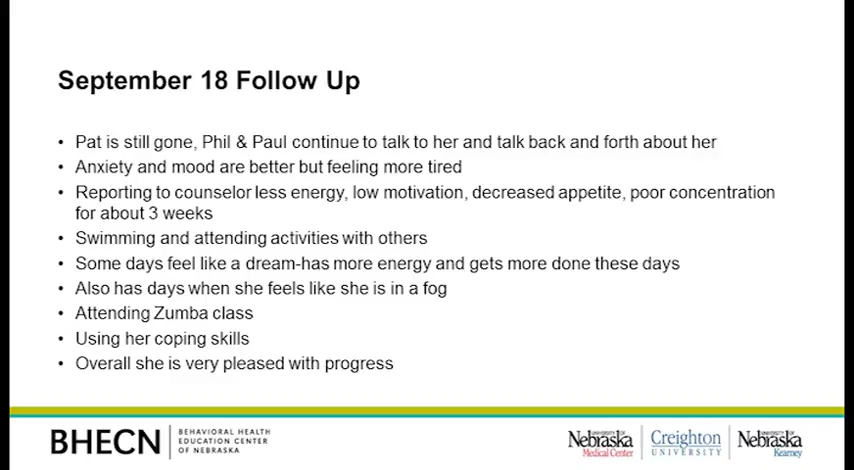 September 18 Follow Up
• Pat is still gone, Phil & Paul continue to talk to her and talk back and forth about her
• Anxiety and mood are better but feeling more tired
• Reporting to counselor less energy, low motivation, decreased appetite, poor concentration
for about 3 weeks
• Swimming and attending activities with others
• Some days feel like a dream-has more energy and gets more done these days
• Also has days when she feels like she is in a fog
• Attending Zumba class
• Using her coping skills
• Overall she is very pleased with progress
BHECN
BEHAVIORAL HEALTH
EDUCATION CENTER
OF NEBRASKA
UNIVERSITY OF
Nebraska
Medical Center
Creighton
UNIVERSITY
UNIVERSITY OF
Nebraska
Kearney